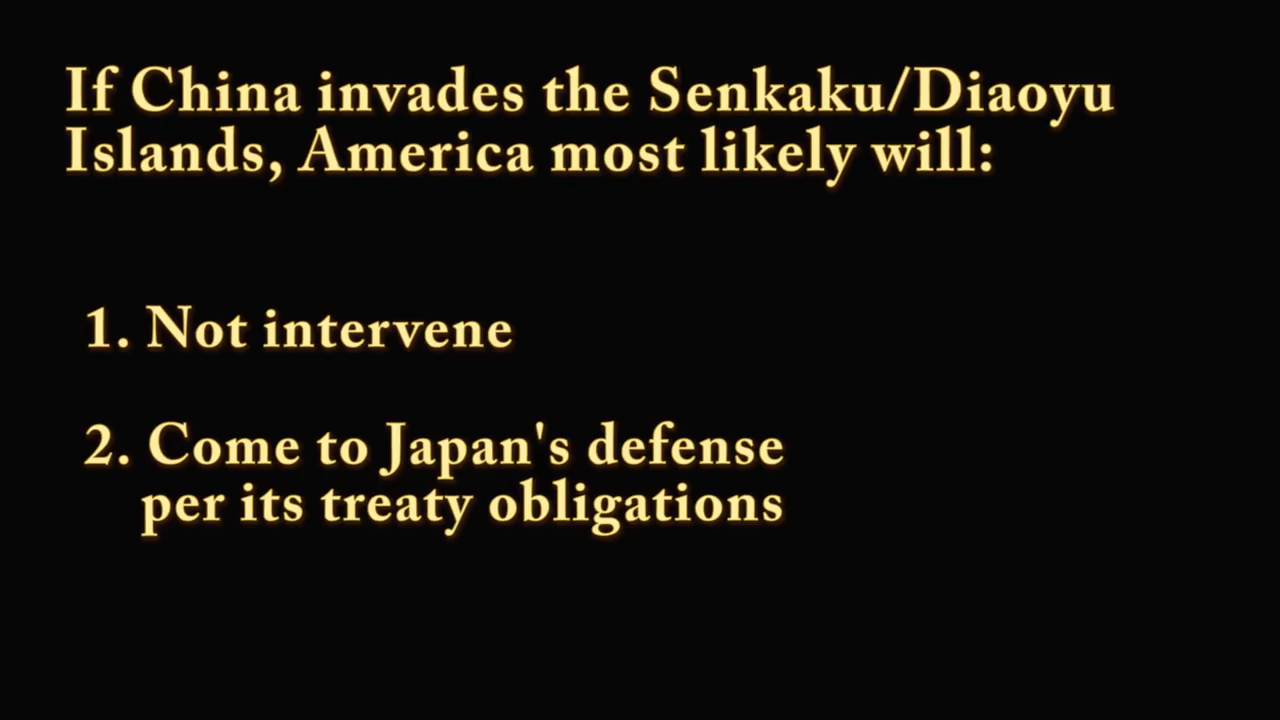 If China invades the Senkaku/Diaoyu
Islands, America most likely will:
1. Not intervene
2. Come to Japan's defense
per its treaty obligations